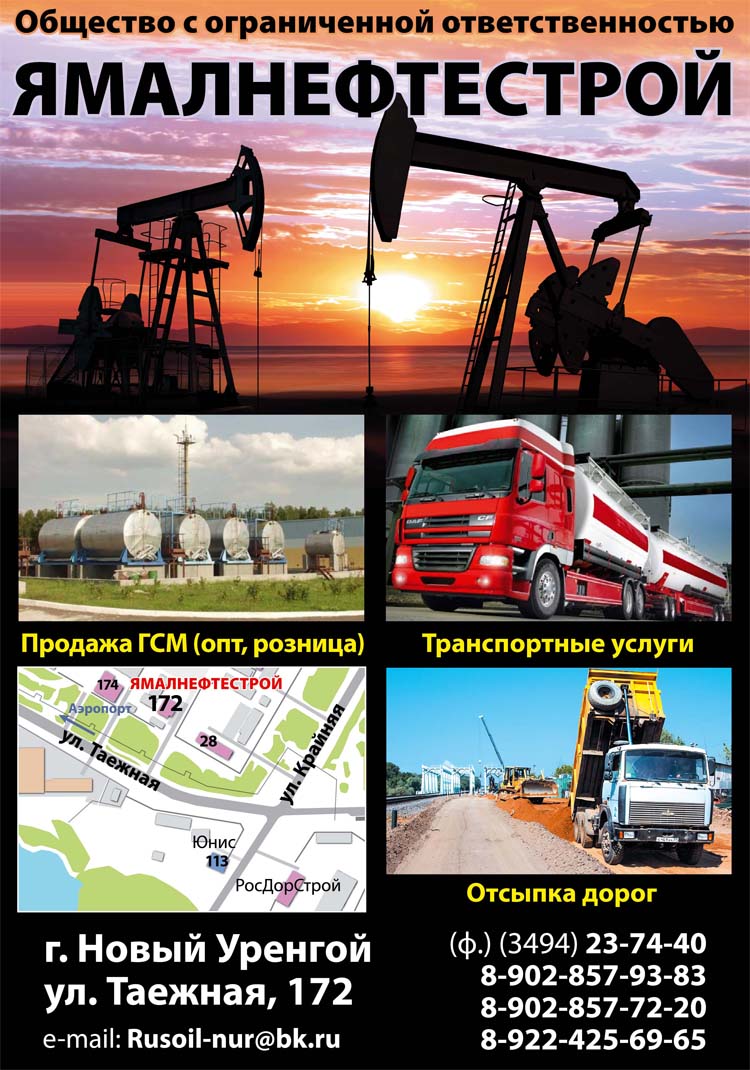 Общество с ограниченной ответственностью
ЯМАЛНЕФТЕСТРОЙ
DAF
CF
Продажа ГСМ (опт, розница)
Транспортные услуги
174
ЯМАЛНЕФТЕСТРОЙ
172
Аэропорт
28
ул. Таежная
ул. Крайняя
Юнис
113
РосДорСтрой
Отсыпка дорог
г. Новый Уренгой
ул. Таежная, 172
e-mail: Rusoil-nur@bk.ru
(ф.) (3494) 23-74-40
8-902-857-93-83
8-902-857-72-20
8-922-425-69-65